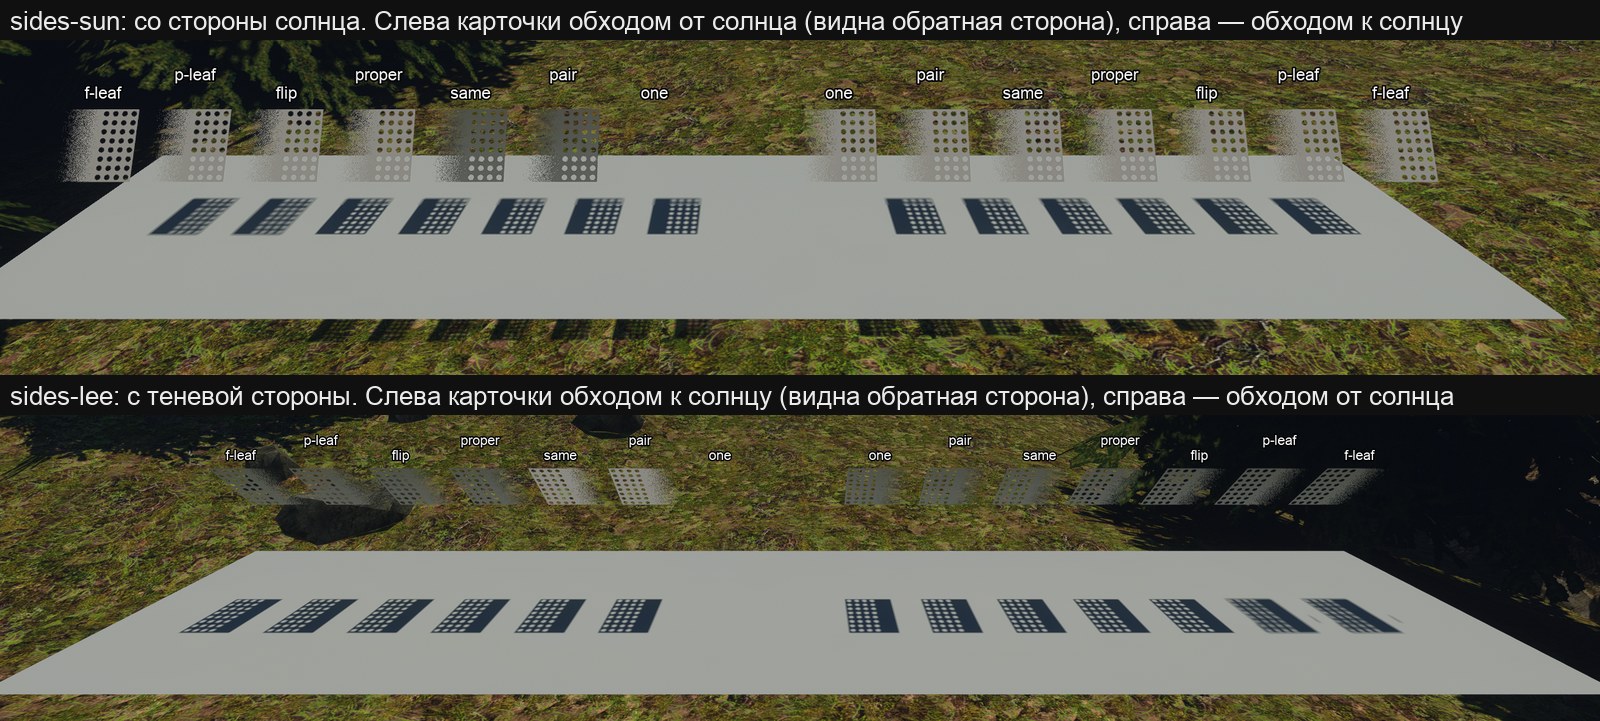 sides-sun: со стороны солнца. Слева карточки обходом от солнца (видна обратная сторона), справа — обходом к солнцу
p-leaf proper pair pair proper p-leaf
f-leaf flip same one one same flip f-leaf
sides-lee: с теневой стороны. Слева карточки обходом к солнцу (видна обратная сторона), справа — обходом от солнца
p-leaf proper pair pair proper p-leaf
f-leaf flip same one one same flip f-leaf